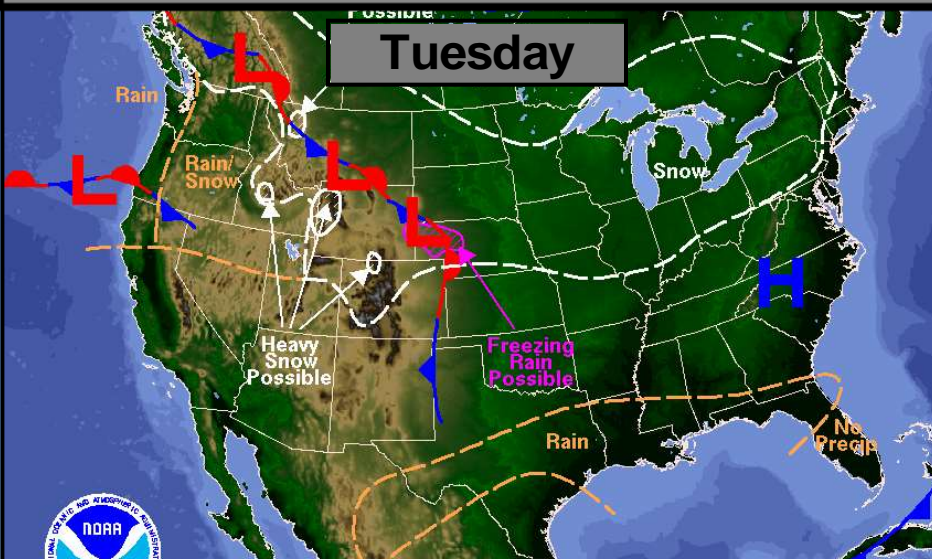 Possible
Tuesday
Rain
L
L
L
L
Rain/
Snow
Snow
H
Heavy
Snow
Possible
Freezing
Rain
Possible
Rain
No
Precip
NOAA